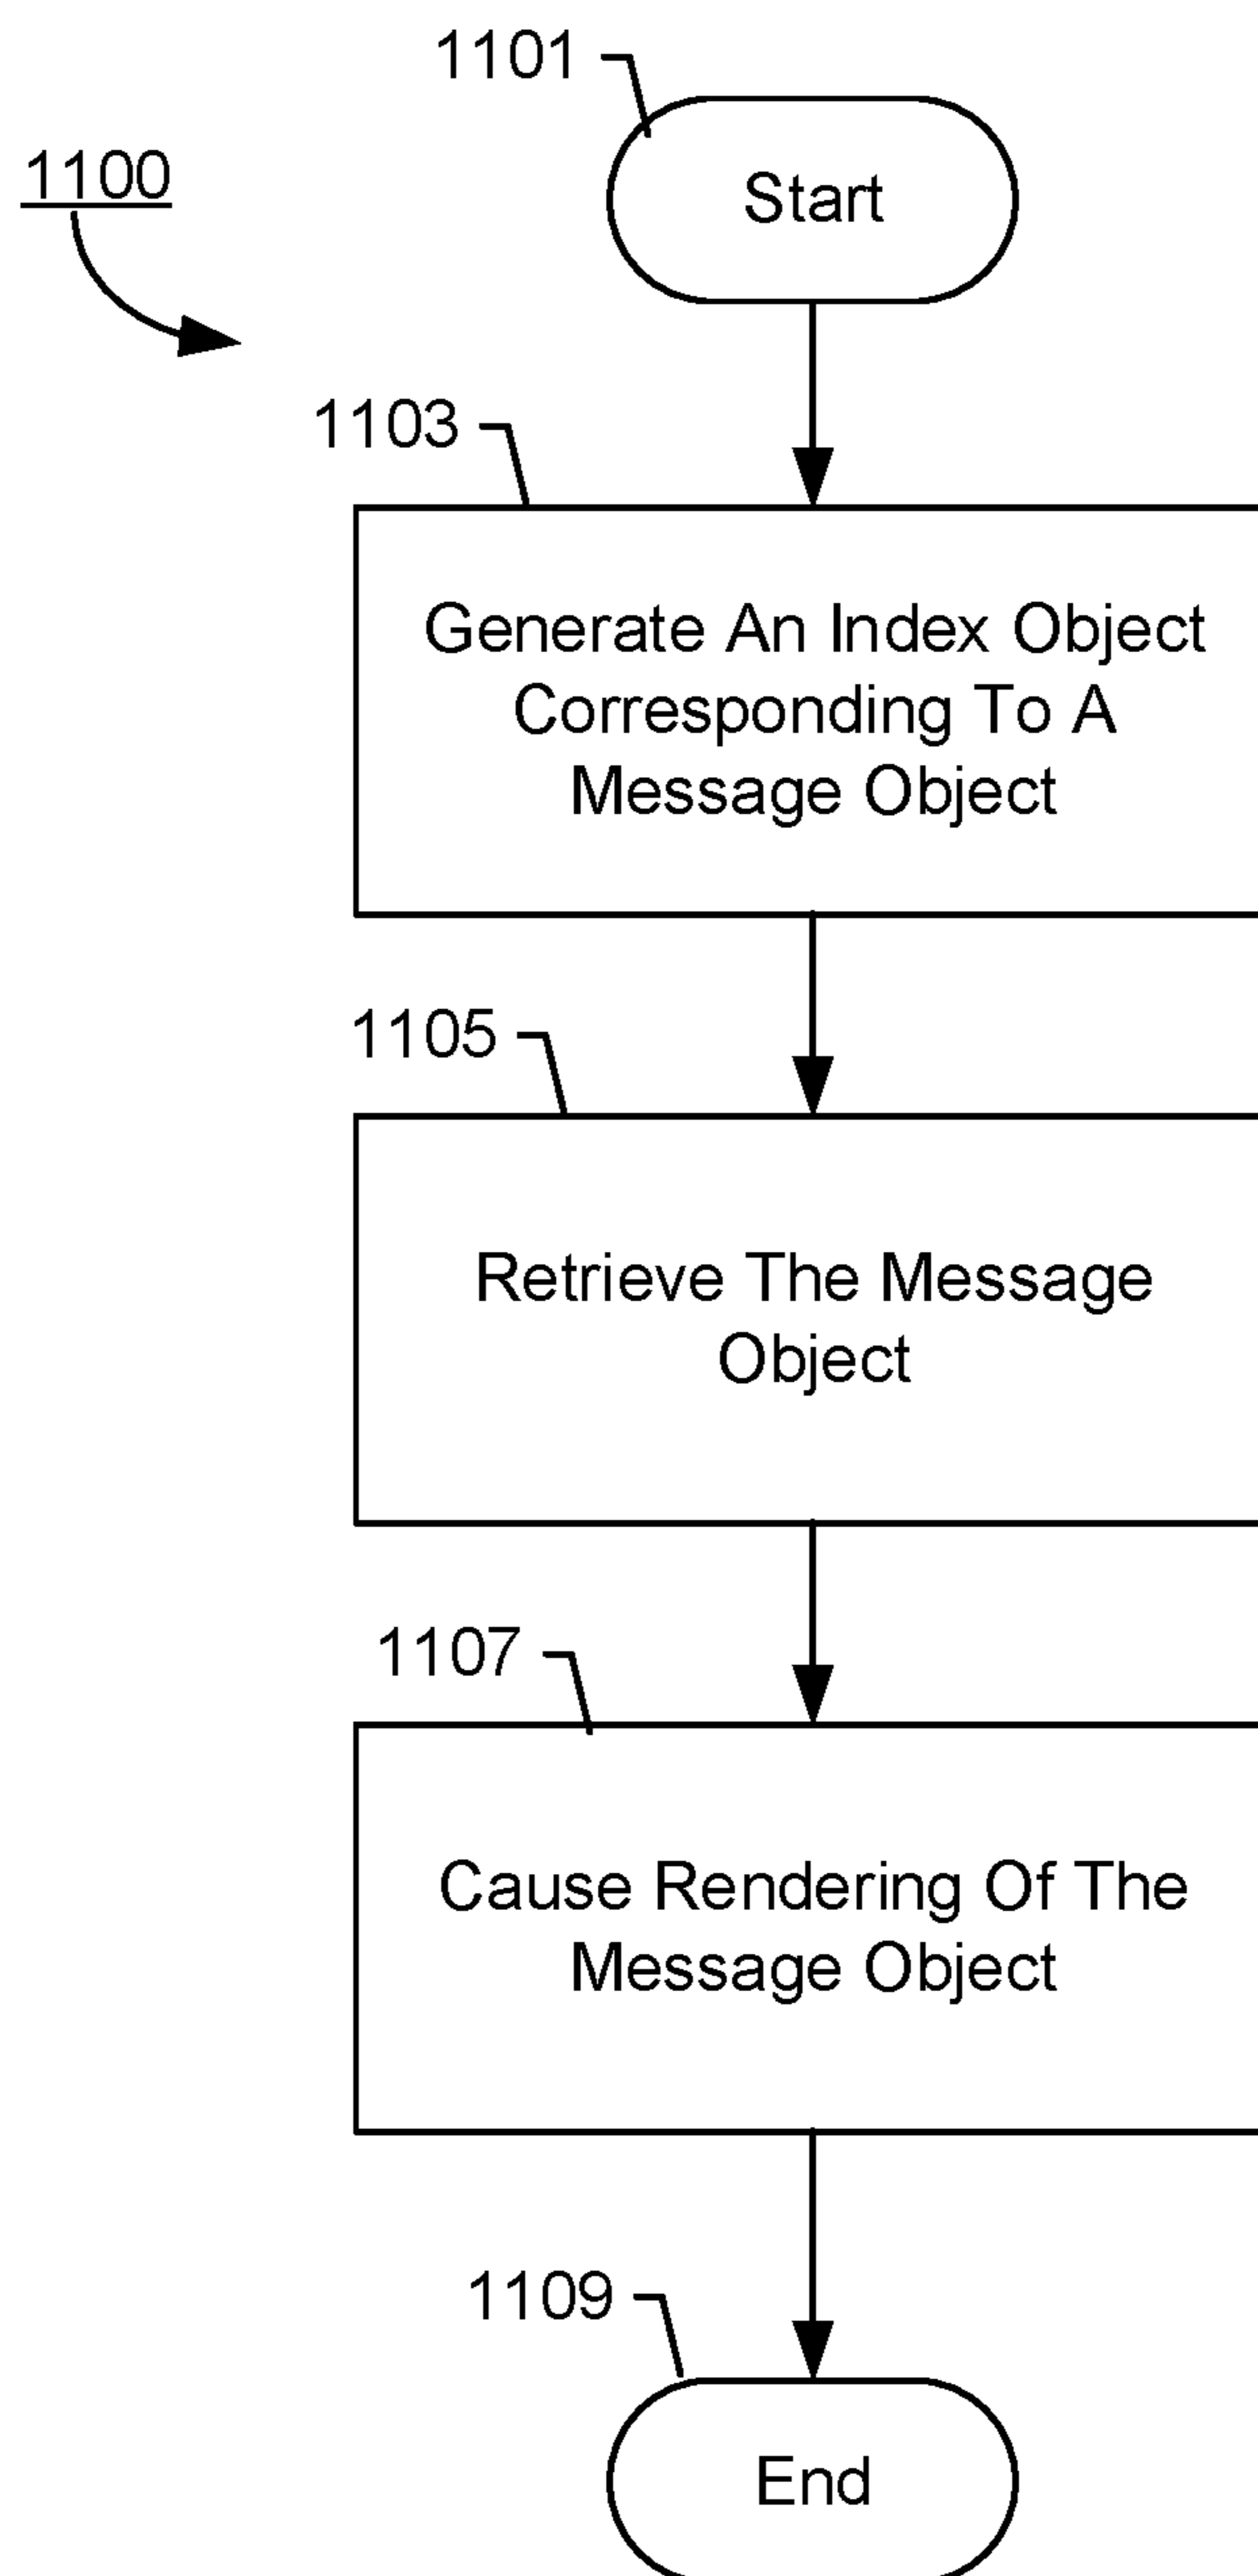 1101
1100
Start
1103
Generate An Index Object
Corresponding To A
Message Object
1105
Retrieve The Message
Object
1107
Cause Rendering Of The
Message Object
1109
End